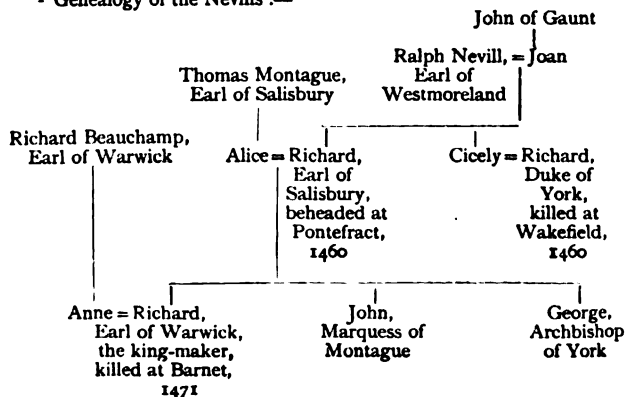 Genealogy of the Nevills :—
John of Gaunt
Ralph Nevill, = Joan
Earl of
Westmoreland
Thomas Montague,
Earl of Salisbury
Richard Beauchamp,
Earl of Warwick
Alice = Richard,
Earl of
Salisbury,
beheaded at
Pontefract,
1460
Cicely = Richard,
Duke of
York,
killed at
Wakefield,
1460
Anne = Richard,
Earl of Warwick,
the king-maker,
killed at Barnet,
1471
John,
Marquess of
Montague
George,
Archbishop
of York